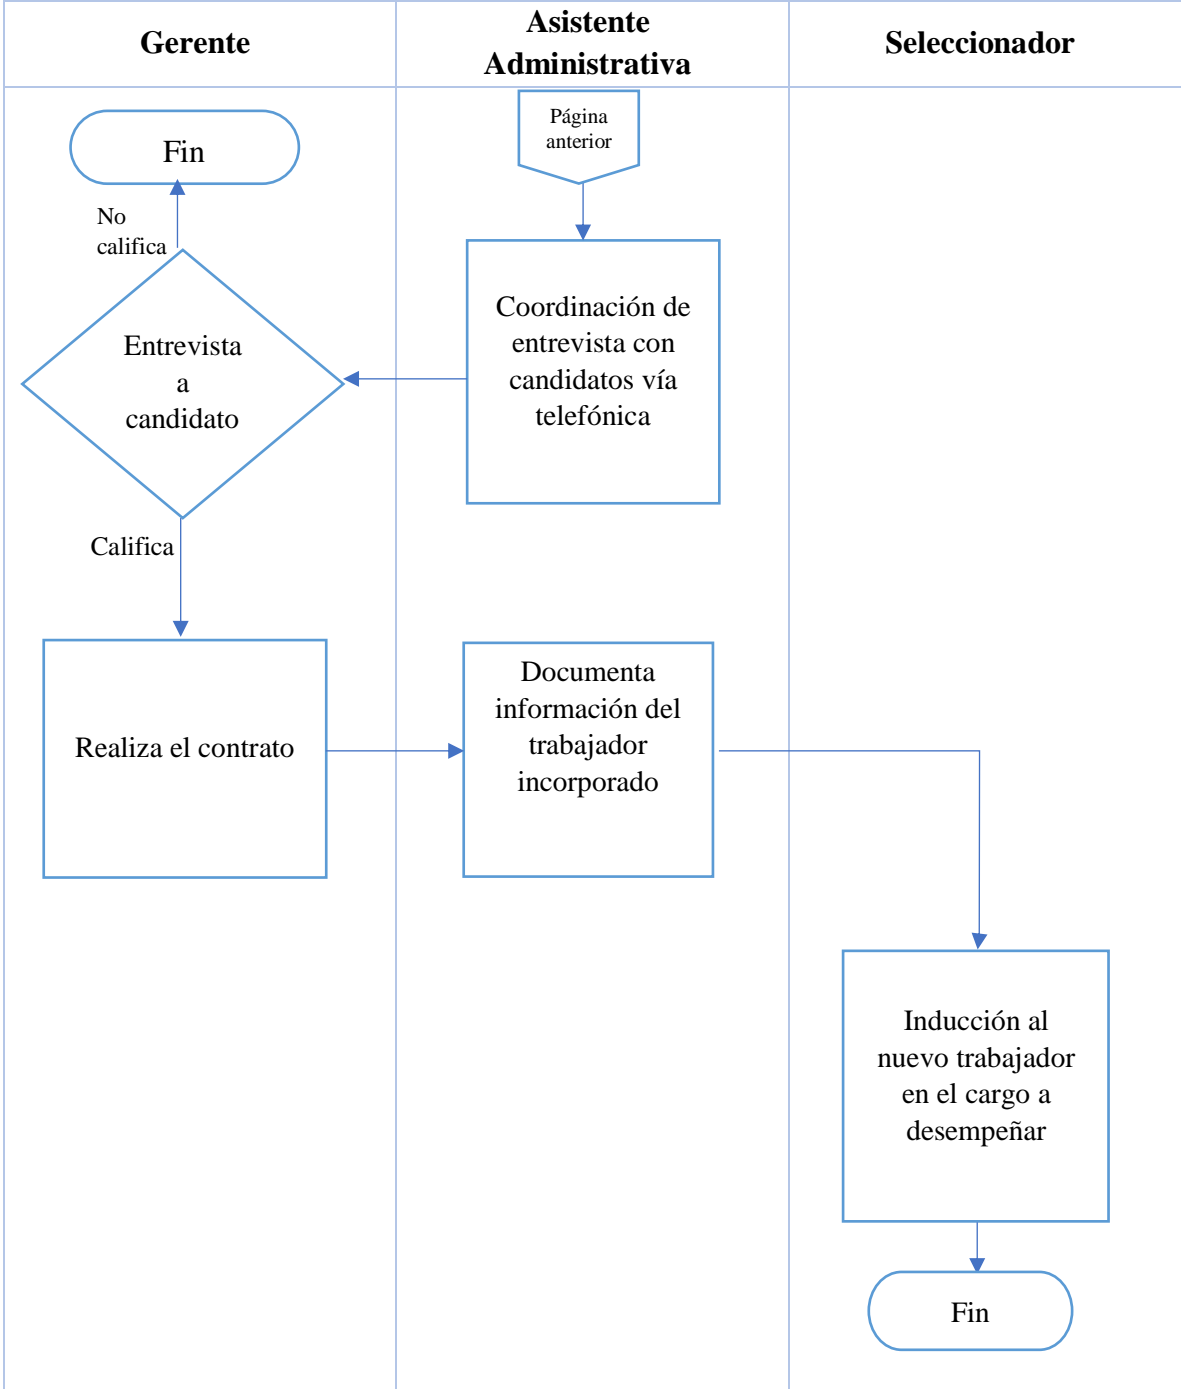 Gerente
Asistente
Administrativa
Seleccionador
Página
anterior
Fin
No
califica
Coordinación de
entrevista con
candidatos vía
telefónica
Entrevista
a
candidato
Califica
Realiza el contrato
Documenta
información del
trabajador
incorporado
Inducción al
nuevo trabajador
en el cargo a
desempeñar
Fin